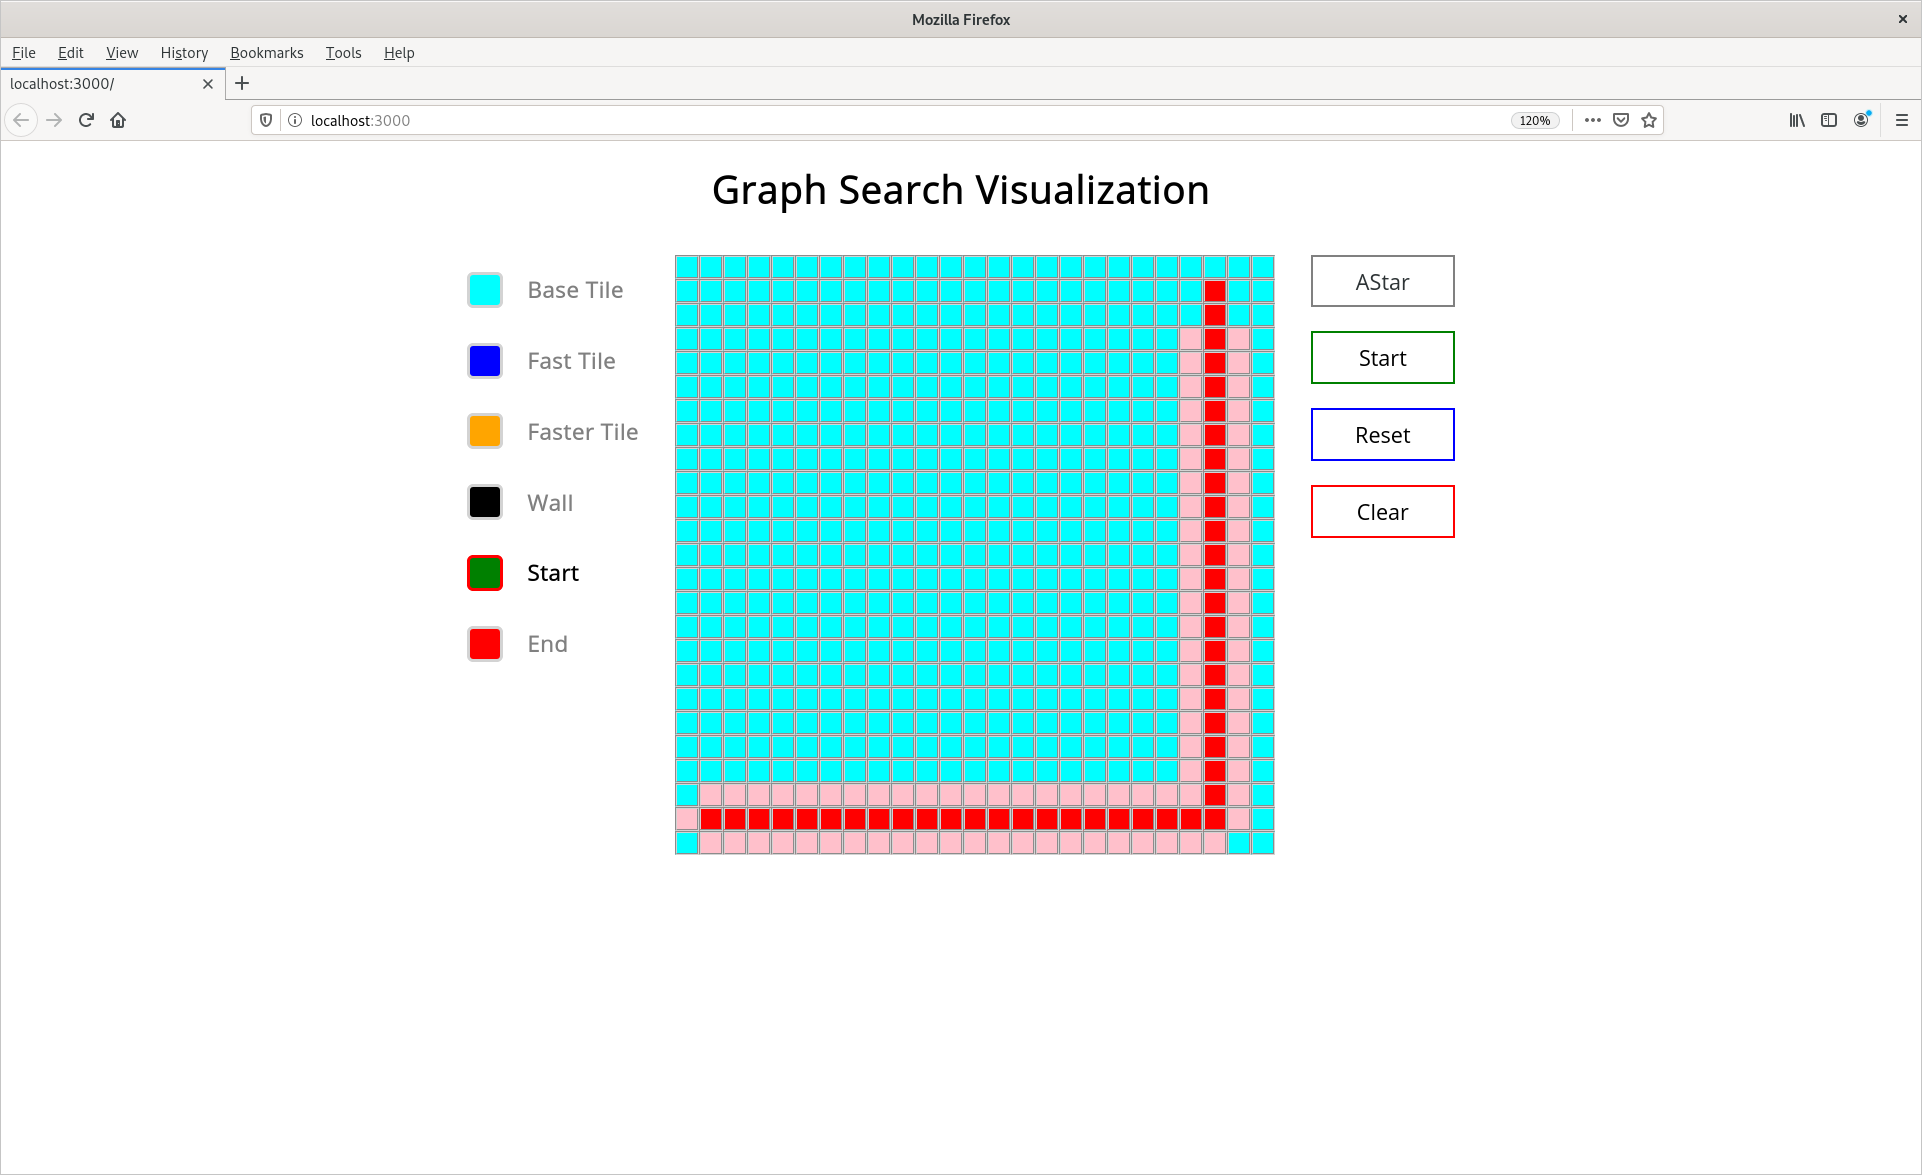 Mozilla Firefox
File Edit View History Bookmarks Tools Help
localhost:3000/
localhost:3000
120%
Graph Search Visualization
Base Tile
Fast Tile
Faster Tile
Wall
Start
End
AStar
Start
Reset
Clear